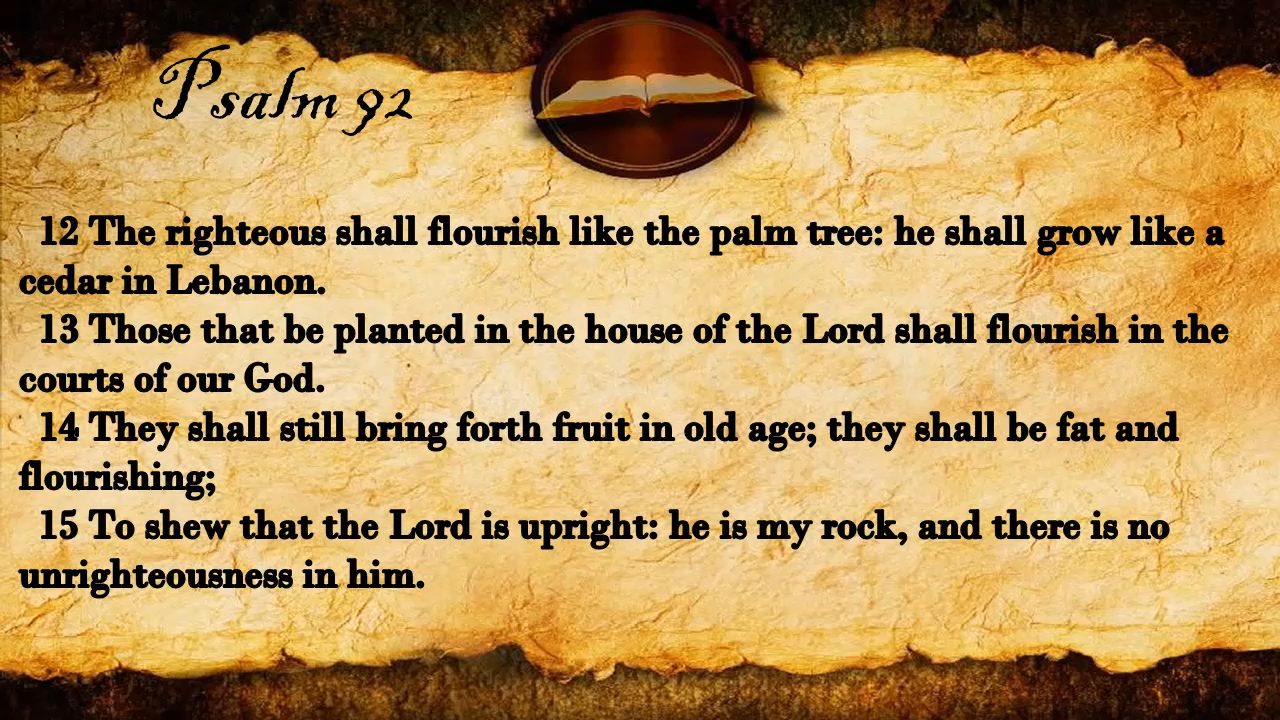 Psalm 92
12 The righteous shall flourish like the palm tree: he shall grow like a
cedar in Lebanon.
13 Those that be planted in the house of the Lord shall flourish in the
courts of our God.
14 They shall still bring forth fruit in old age; they shall be fat and
flourishing;
15 To shew that the Lord is upright: he is my rock, and there is no
unrighteousness in him.